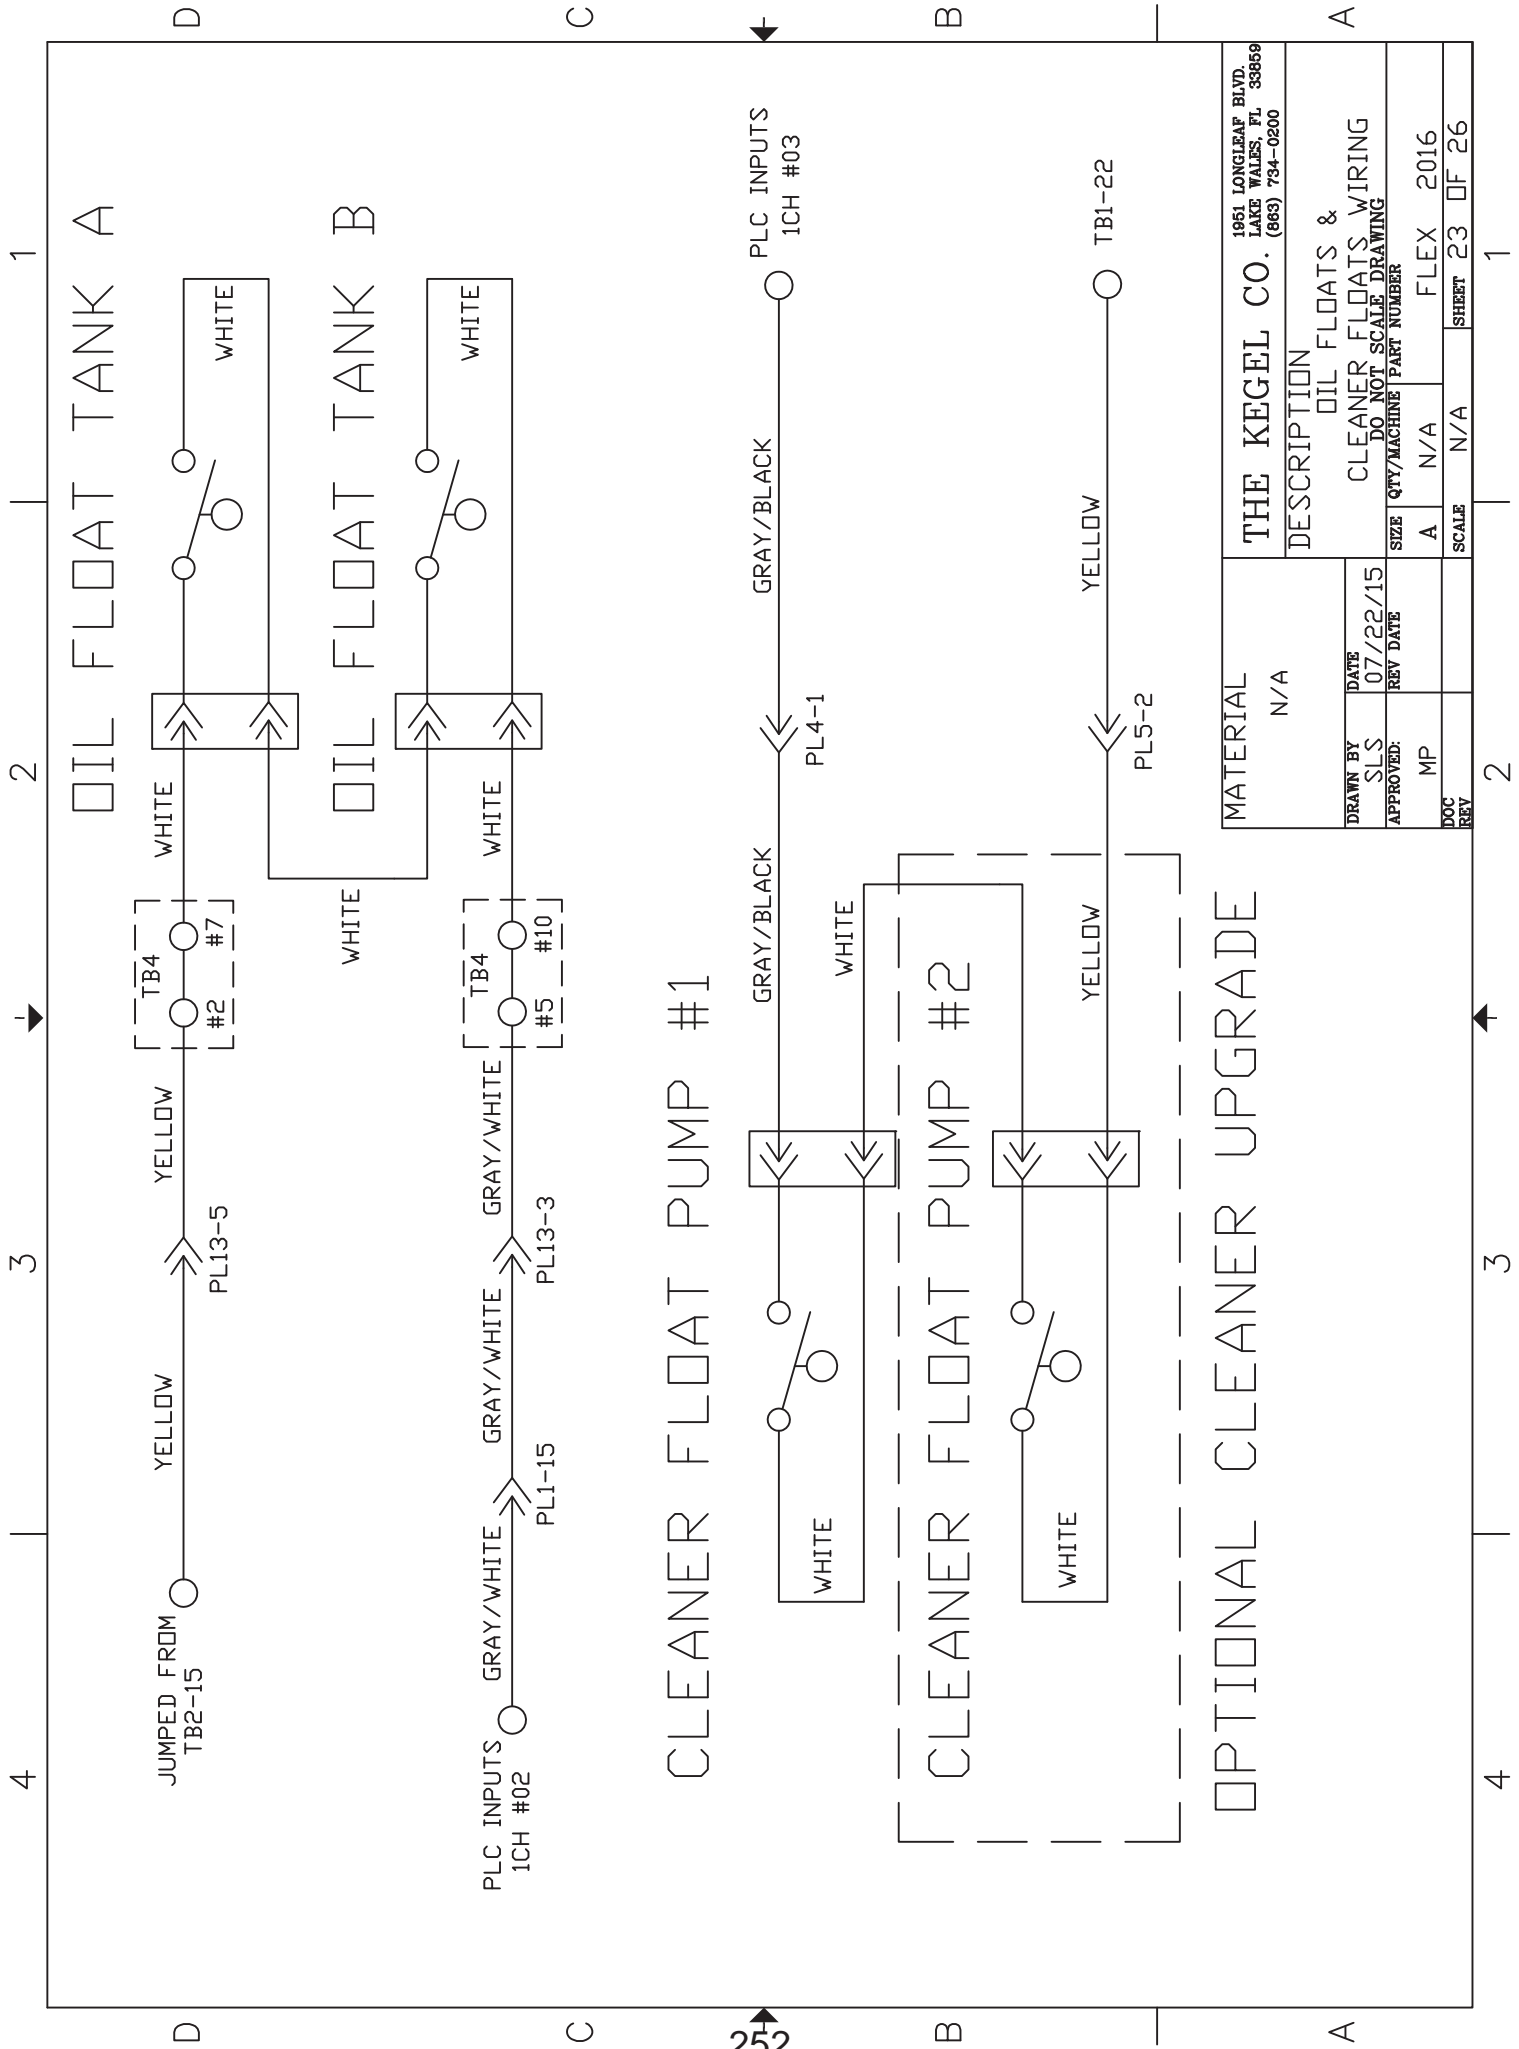 D
C
B
A
4
3
2
1
OIL FLOAT TANK A
JUMPED FROM
TB2-15
YELLOW
PL13-5
YELLOW
TB4
#2
#7
WHITE
WHITE
WHITE
OIL FLOAT TANK B
PLC INPUTS
1CH #02
GRAY/WHITE
PL1-15
GRAY/WHITE
PL13-3
GRAY/WHITE
TB4
#5
#10
WHITE
WHITE
CLEANER FLOAT PUMP #1
WHITE
GRAY/BLACK
WHITE
PL4-1
GRAY/BLACK
PLC INPUTS
1CH #03
CLEANER FLOAT PUMP #2
WHITE
YELLOW
PL5-2
YELLOW
TB1-22
OPTIONAL CLEANER UPGRADE
MATERIAL
N/A
DRAWN BY
SLS
DATE
07/22/15
APPROVED:
MP
REV DATE
DOC
REV
THE KEGEL CO.
1951 LONGLEAF BLVD.
LAKE WALES, FL 33859
(863) 734-0200
DESCRIPTION
OIL FLOATS &
CLEANER FLOATS WIRING
DO NOT SCALE DRAWING
SIZE
A
QTY/MACHINE
N/A
PART NUMBER
FLEX 2016
SCALE
N/A
SHEET 23 OF 26
4
3
2
1
D
C
B
A
252